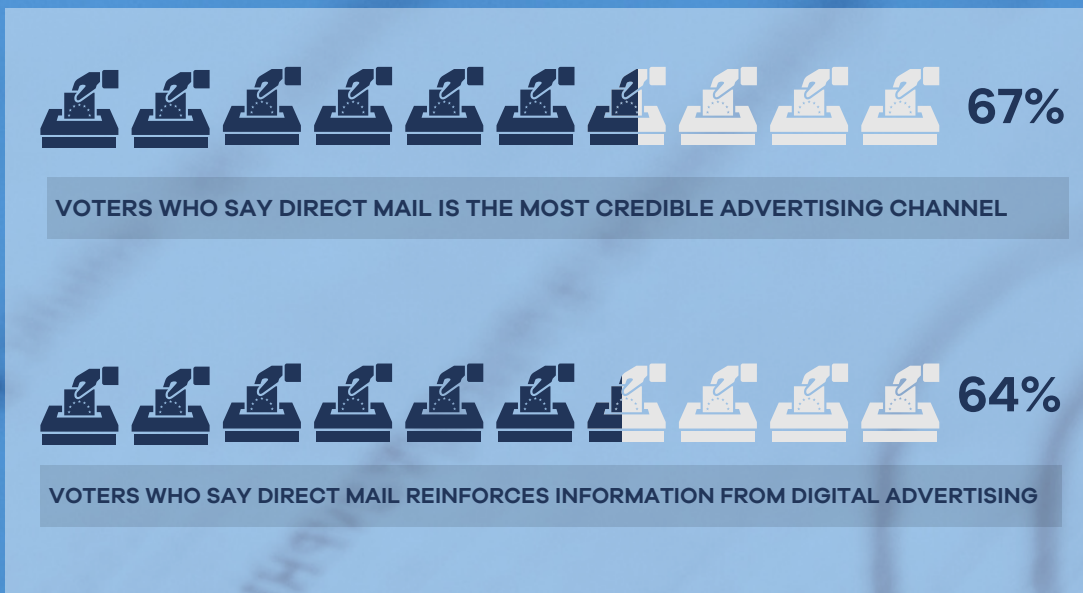 67%
VOTERS WHO SAY DIRECT MAIL IS THE MOST CREDIBLE ADVERTISING CHANNEL
64%
VOTERS WHO SAY DIRECT MAIL REINFORCES INFORMATION FROM DIGITAL ADVERTISING